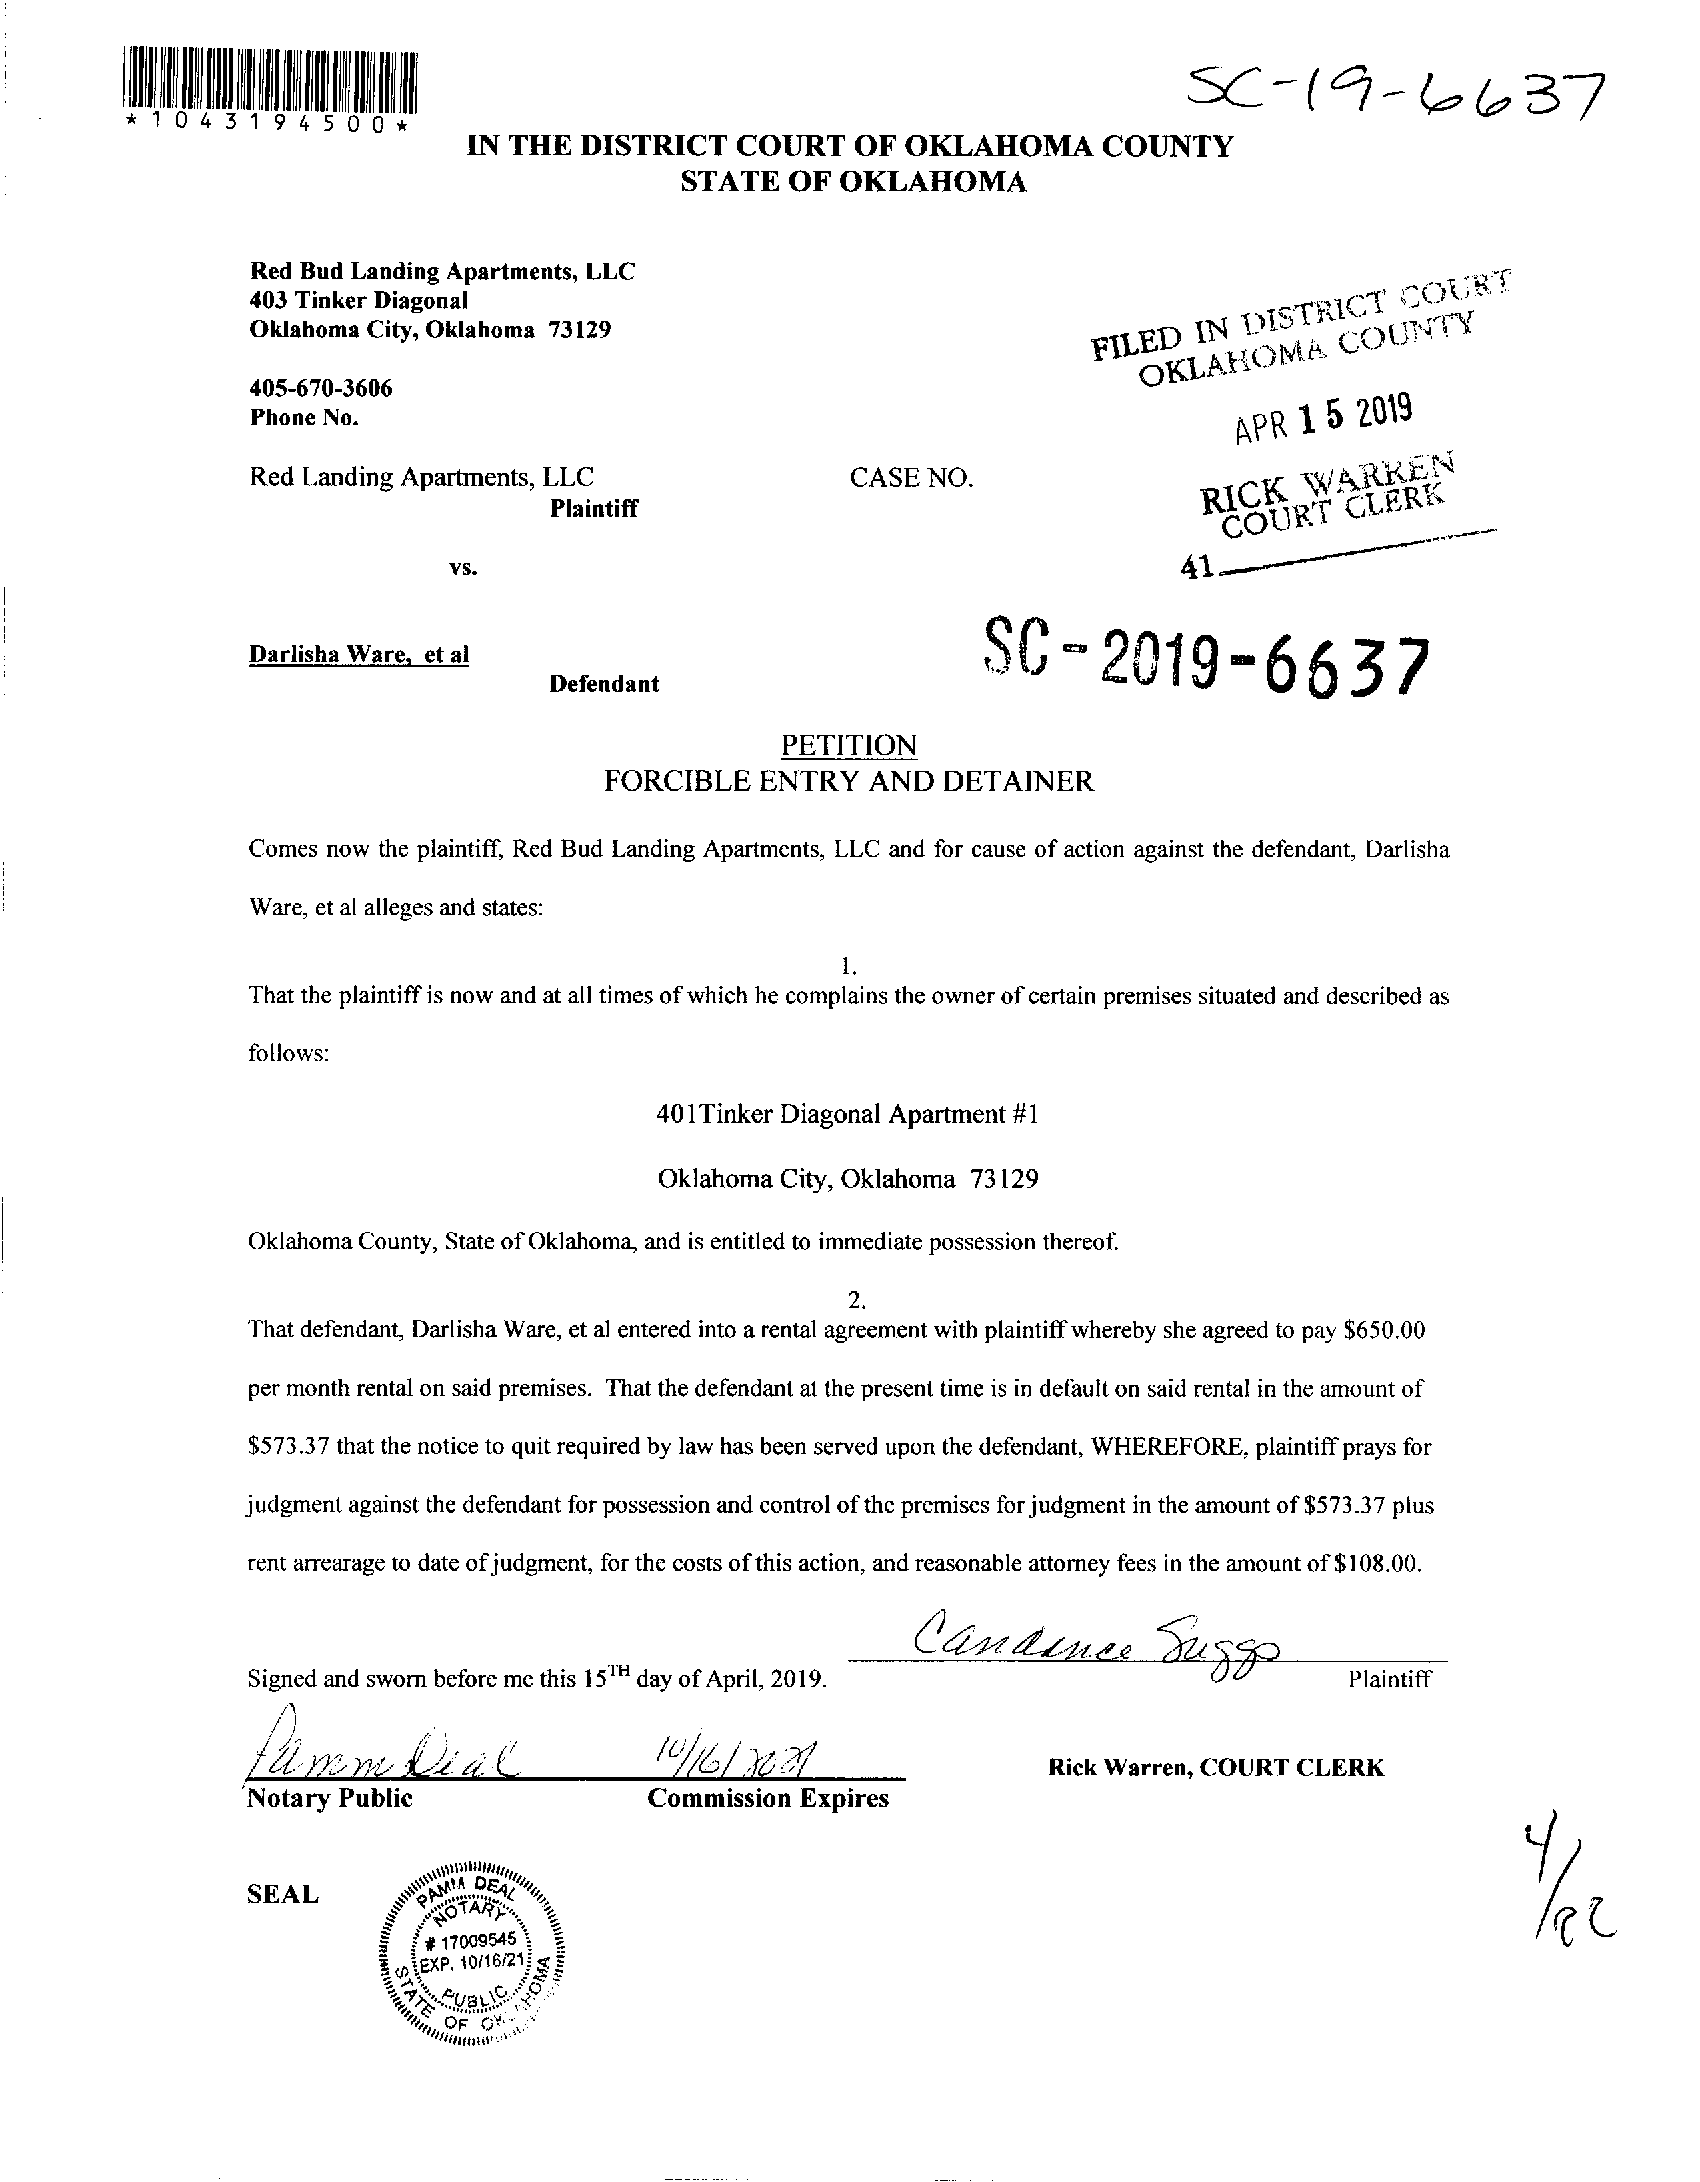 SC-19-6637
*1043194500*
IN THE DISTRICT COURT OF OKLAHOMA COUNTY
STATE OF OKLAHOMA
Red Bud Landing Apartments, LLC
403 Tinker Diagonal
Oklahoma City, Oklahoma 73129
FILED IN DISTRICT COURT
OKLAHOMA COUNTY
405-670-3606
Phone No.
APR 15 2019
Red Landing Apartments, LLC CASE NO.
Plaintiff
RICK WARREN
COURT CLERK
41
vs.
SC-2019-6637
Darlisha Ware, et al
Defendant
PETITION
FORCIBLE ENTRY AND DETAINER
Comes now the plaintiff, Red Bud Landing Apartments, LLC and for cause of action against the defendant, Darlisha
Ware, et al alleges and states:
1.
That the plaintiff is now and at all times of which he complains the owner of certain premises situated and described as
follows:
401Tinker Diagonal Apartment #1
Oklahoma City, Oklahoma 73129
Oklahoma County, State of Oklahoma, and is entitled to immediate possession thereof.
2.
That defendant, Darlisha Ware, et al entered into a rental agreement with plaintiff whereby she agreed to pay $650.00
per month rental on said premises. That the defendant at the present time is in default on said rental in the amount of
$573.37 that the notice to quit required by law has been served upon the defendant, WHEREFORE, plaintiff prays for
judgment against the defendant for possession and control of the premises for judgment in the amount of $573.37 plus
rent arrearage to date of judgment, for the costs of this action, and reasonable attorney fees in the amount of $108.00.
Candance Suggs
Signed and sworn before me this 15TH day of April, 2019. Plaintiff
Pamm Deal 10/16/2021
Rick Warren, COURT CLERK
Notary Public Commission Expires
4/22
SEAL
PAMM DEAL
NOTARY
# 17009545
EXP. 10/16/21
PUBLIC
STATE OF OKLAHOMA